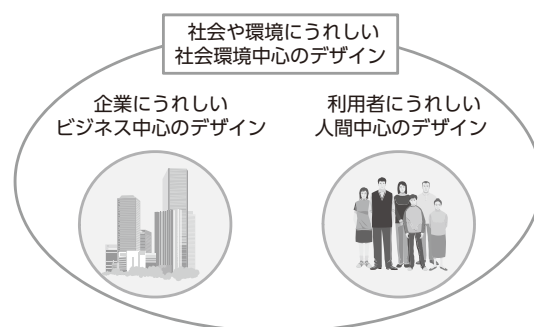 社会や環境にうれしい
社会環境中心のデザイン
企業にうれしい
ビジネス中心のデザイン
利用者にうれしい
人間中心のデザイン